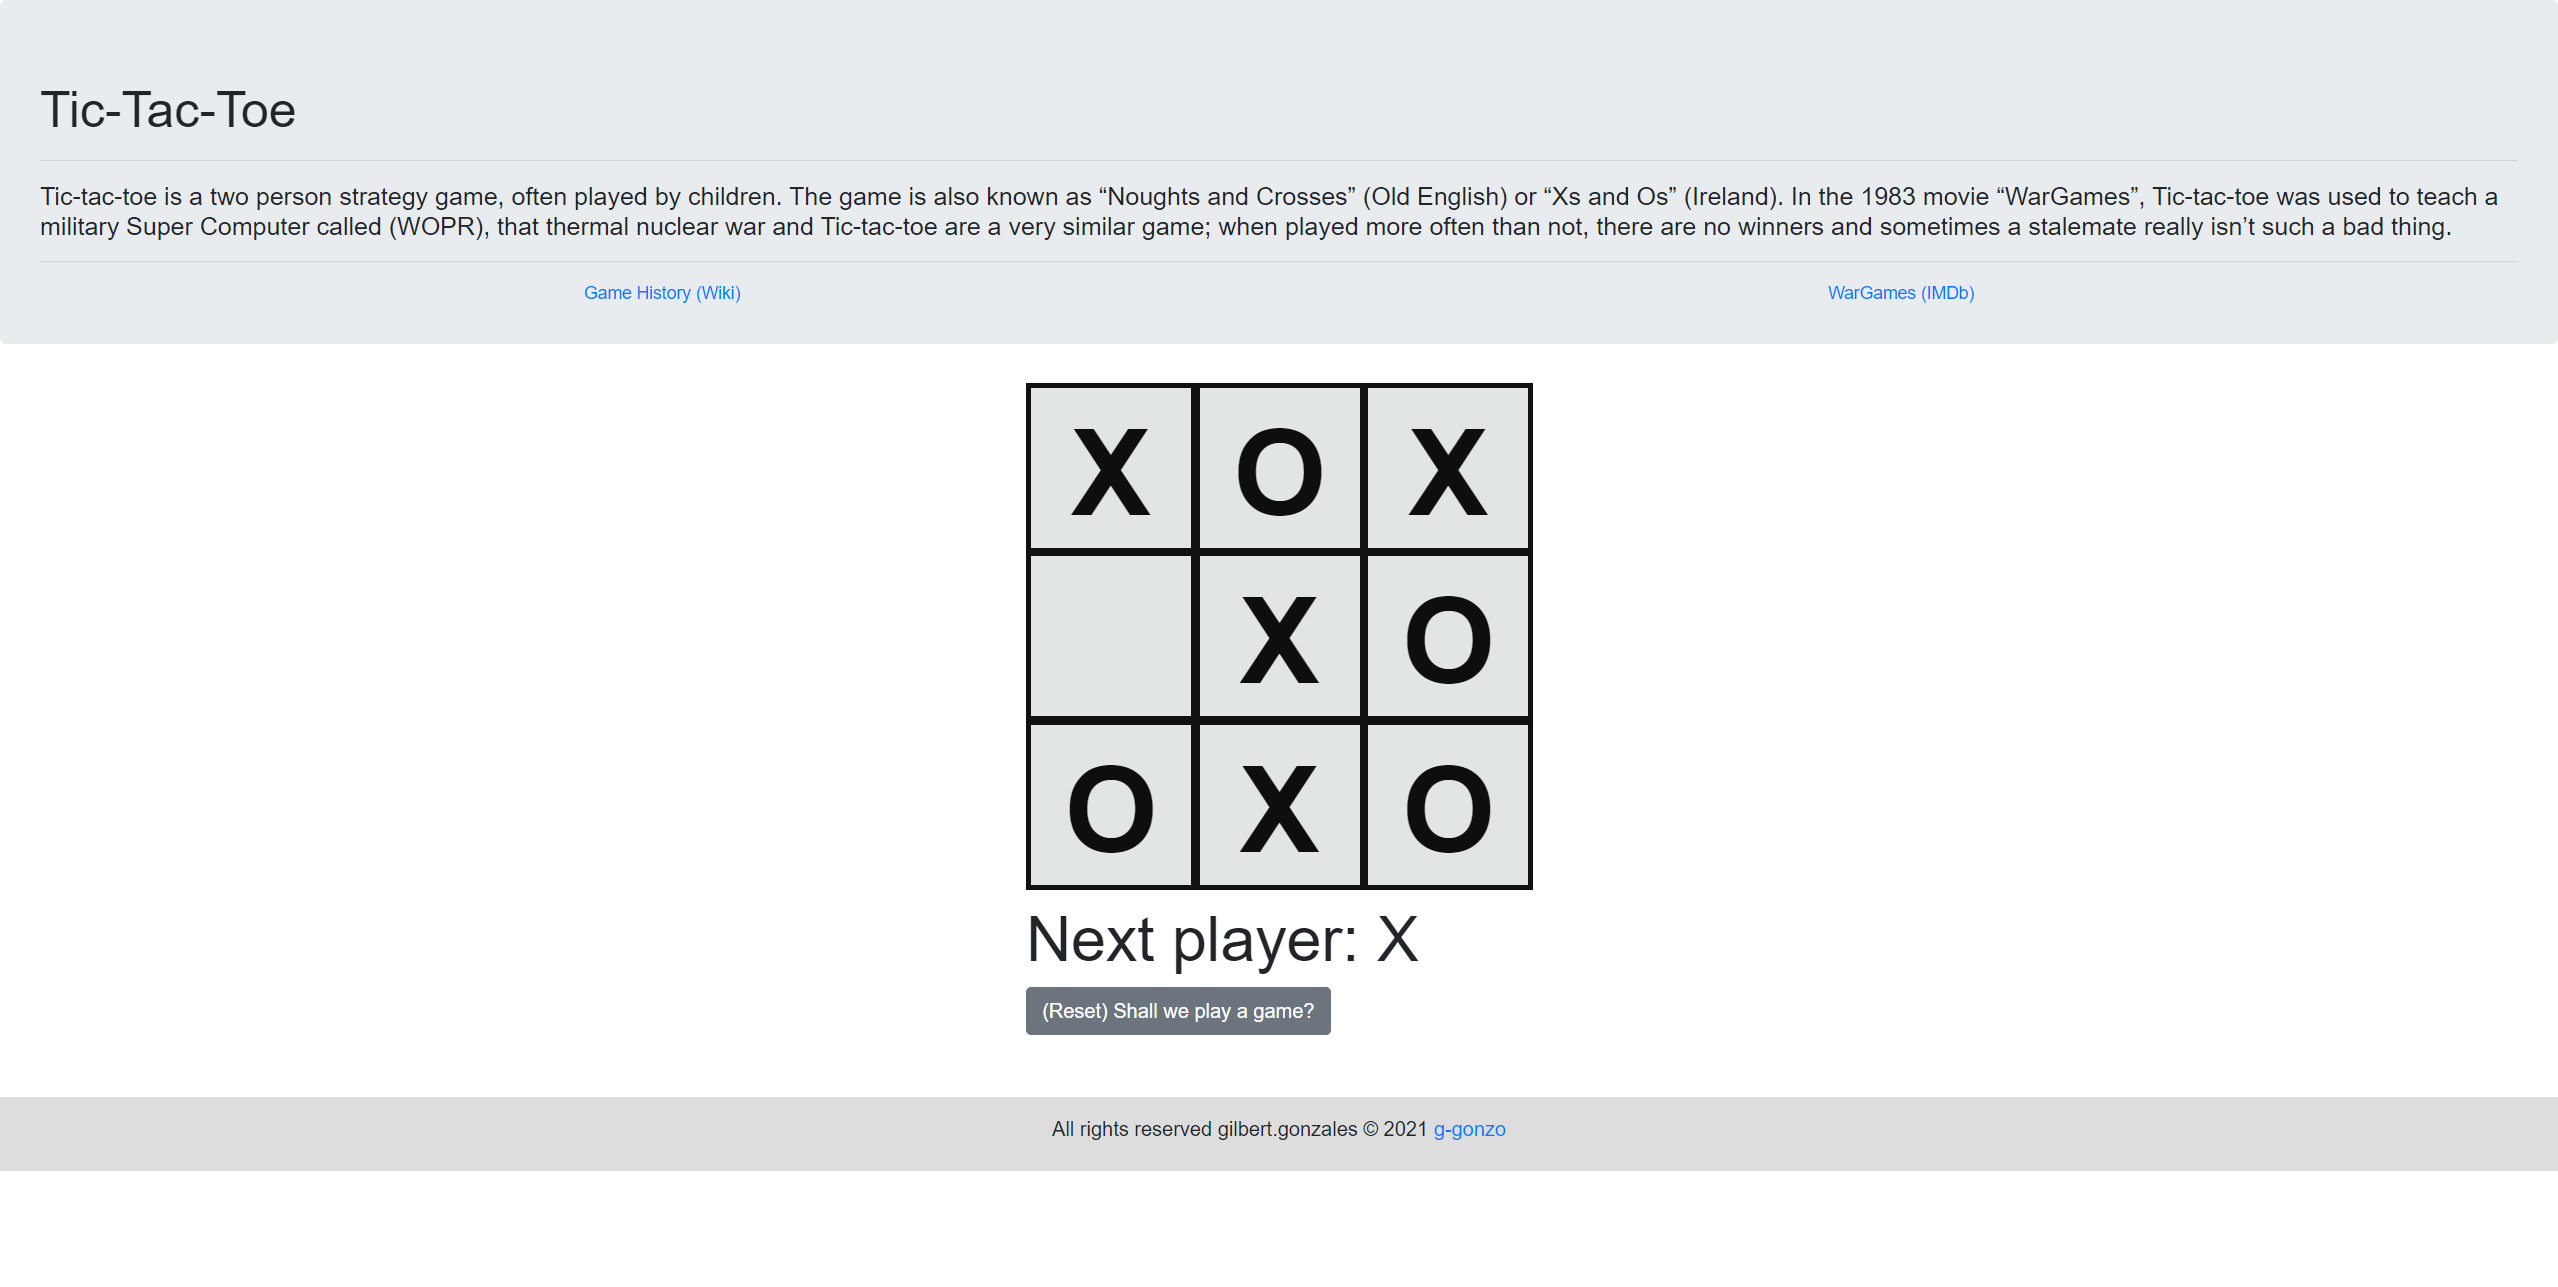 Tic-Tac-Toe
Tic-tac-toe is a two person strategy game, often played by children. The game is also known as “Noughts and Crosses” (Old English) or “Xs and Os” (Ireland). In the 1983 movie “WarGames”, Tic-tac-toe was used to teach a
military Super Computer called (WOPR), that thermal nuclear war and Tic-tac-toe are a very similar game; when played more often than not, there are no winners and sometimes a stalemate really isn’t such a bad thing.
Game History (Wiki) WarGames (IMDb)
X O X
X O
O X O
Next player: X
(Reset) Shall we play a game?
All rights reserved gilbert.gonzales © 2021 g-gonzo